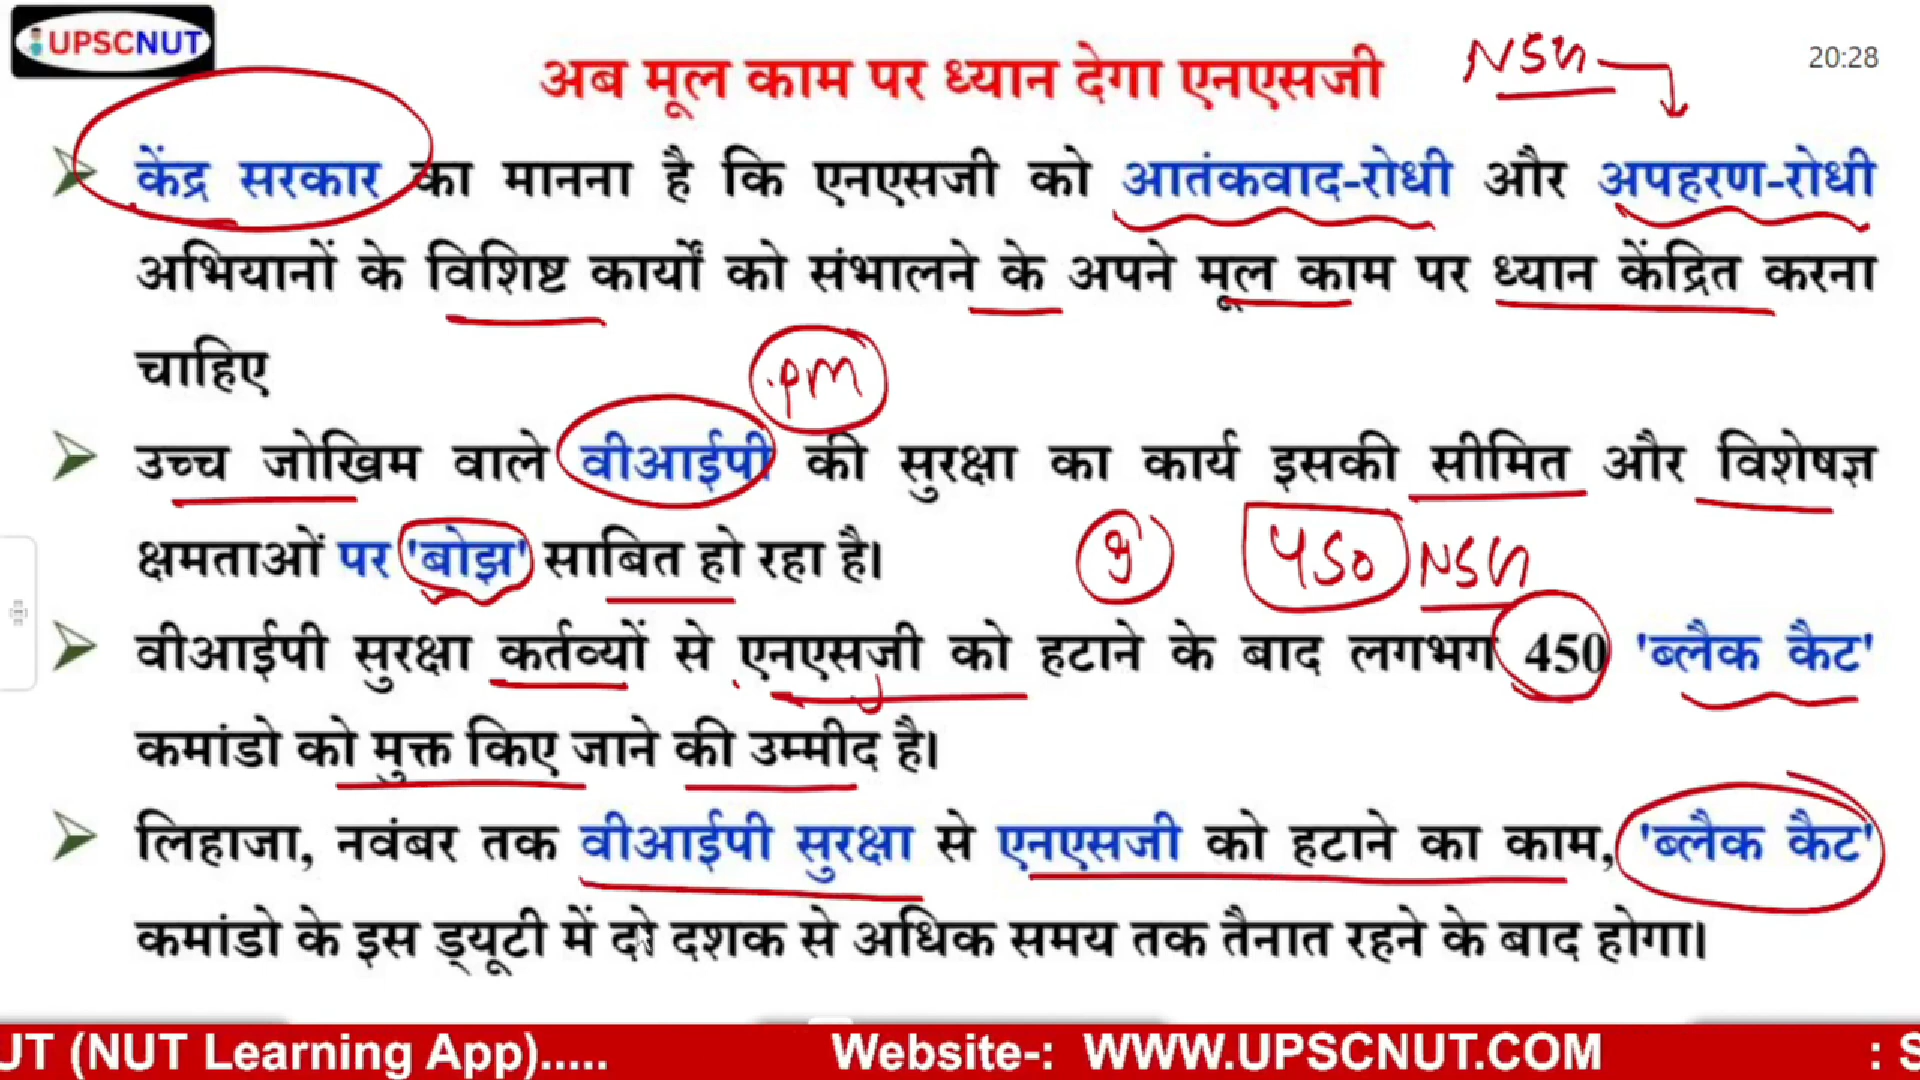 UPSCNUT
अब मूल काम पर ध्यान देगा एनएसजी
NSG
20:28
केंद्र सरकार का मानना है कि एनएसजी को आतंकवाद-रोधी और अपहरण-रोधी
अभियानों के विशिष्ट कार्यों को संभालने के अपने मूल काम पर ध्यान केंद्रित करना
चाहिए
PM
उच्च जोखिम वाले वीआईपी की सुरक्षा का कार्य इसकी सीमित और विशेषज्ञ
क्षमताओं पर 'बोझ' साबित हो रहा है।
9
450 NSG
वीआईपी सुरक्षा कर्तव्यों से एनएसजी को हटाने के बाद लगभग 450 'ब्लैक कैट'
कमांडो को मुक्त किए जाने की उम्मीद है।
लिहाजा, नवंबर तक वीआईपी सुरक्षा से एनएसजी को हटाने का काम, 'ब्लैक कैट'
कमांडो के इस ड्यूटी में दो दशक से अधिक समय तक तैनात रहने के बाद होगा।
UT (NUT Learning App)..... Website-: WWW.UPSCNUT.COM : S